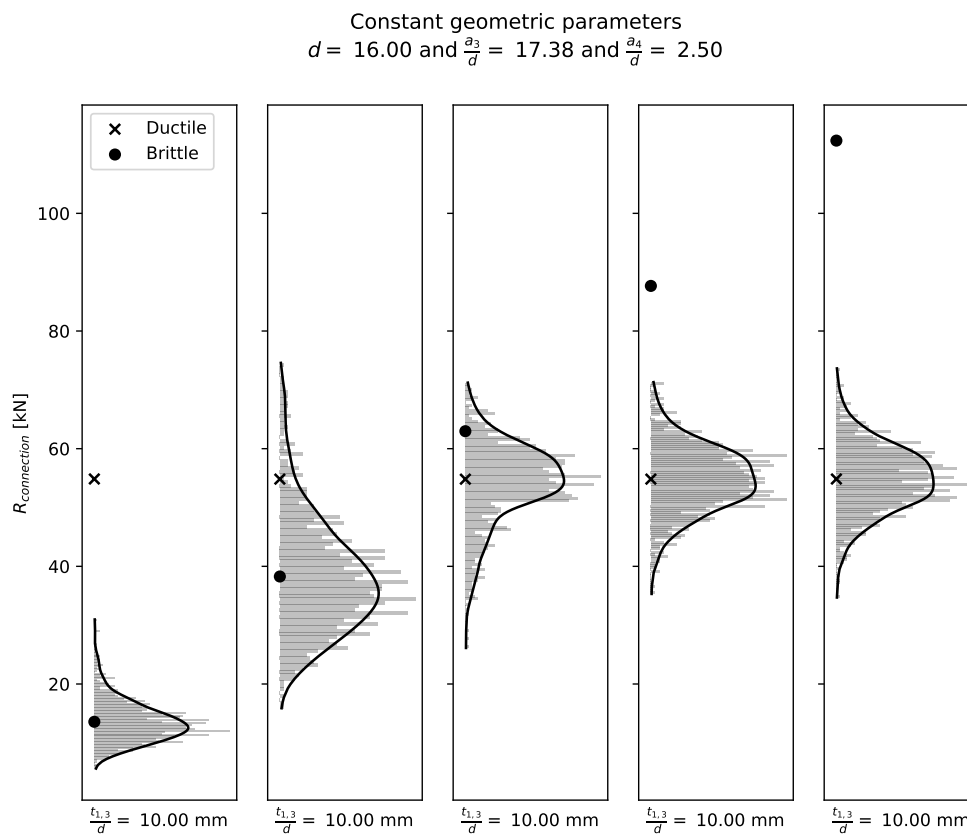 Constant geometric parameters
d = 16.00 and a₃/d = 17.38 and a₄/d = 2.50
Ductile
Brittle
100
80
60
40
20
R_connection [kN]
t₁,₃/d = 10.00 mm t₁,₃/d = 10.00 mm t₁,₃/d = 10.00 mm t₁,₃/d = 10.00 mm t₁,₃/d = 10.00 mm